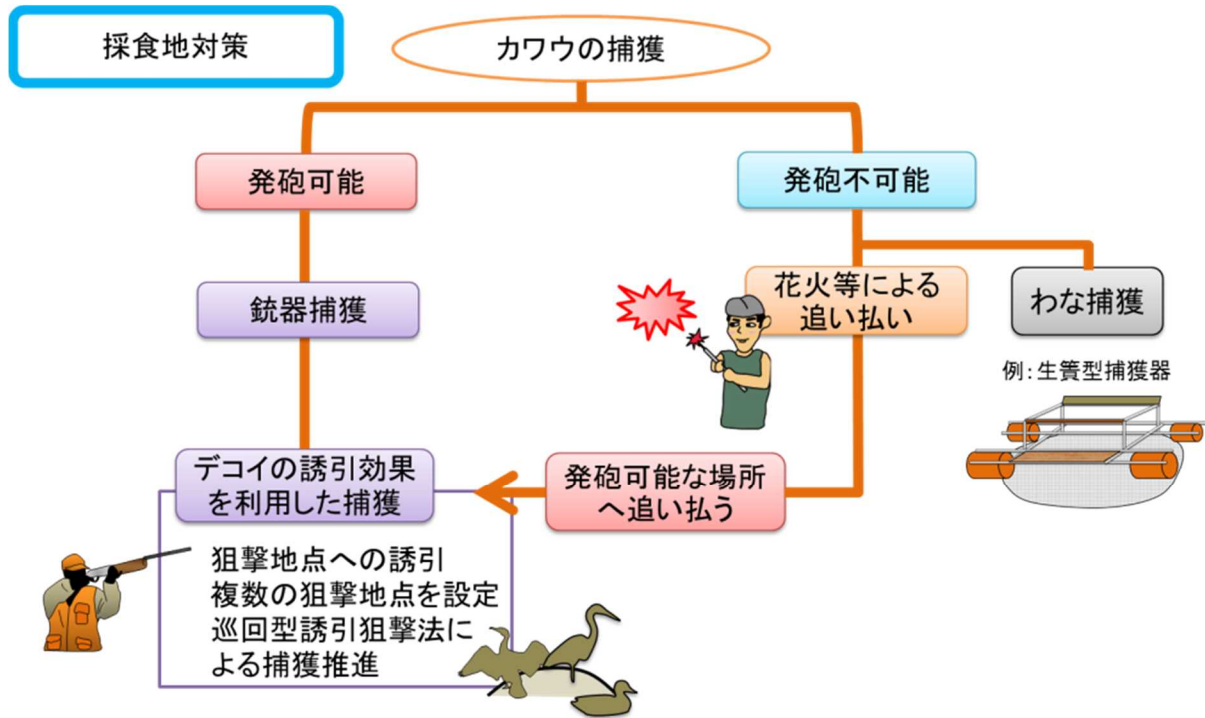 採食地対策
カワウの捕獲
発砲可能
発砲不可能
銃器捕獲
花火等による
追い払い
わな捕獲
例：生簀型捕獲器
デコイの誘引効果
を利用した捕獲
発砲可能な場所
へ追い払う
狙撃地点への誘引
複数の狙撃地点を設定
巡回型誘引狙撃法に
よる捕獲推進